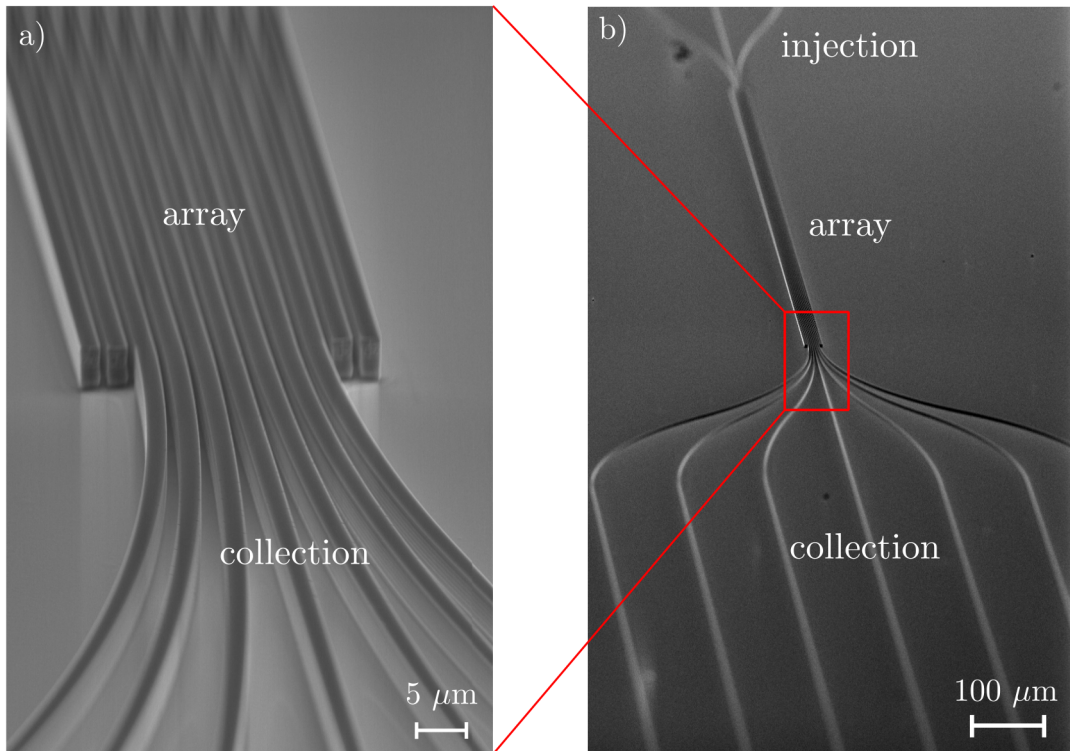 a)
array
collection
5 μm
b)
injection
array
collection
100 μm